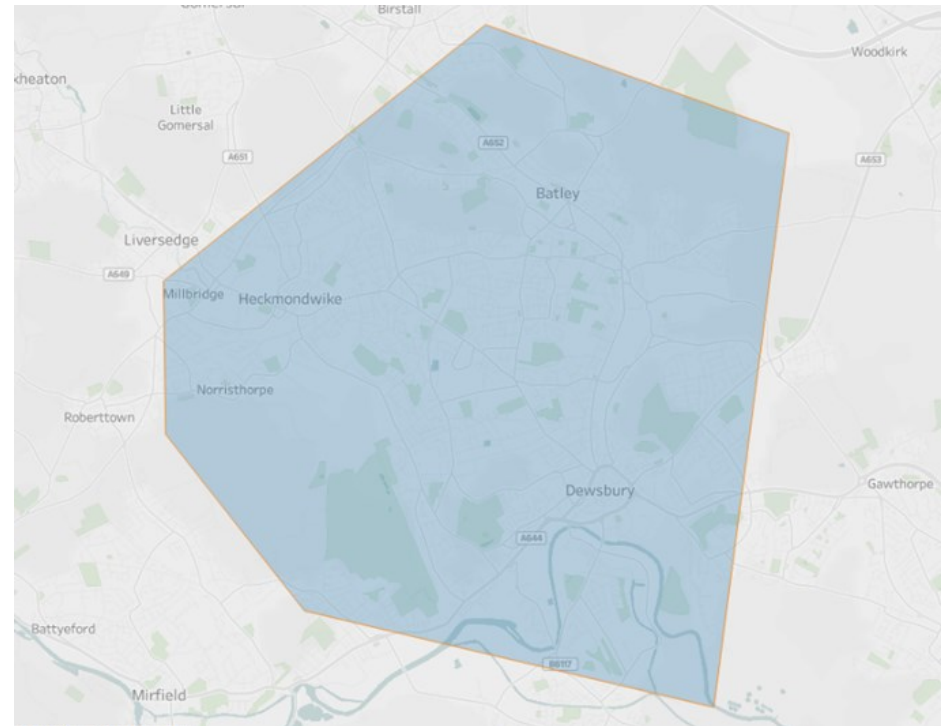 Gomersal
Birstall
Woodkirk
kheaton
Little
Gomersal
A652
A651
A653
Batley
Liversedge
A649
Millbridge
Heckmondwike
Norristhorpe
Roberttown
Gawthorpe
Dewsbury
A644
Battyeford
B6117
Mirfield